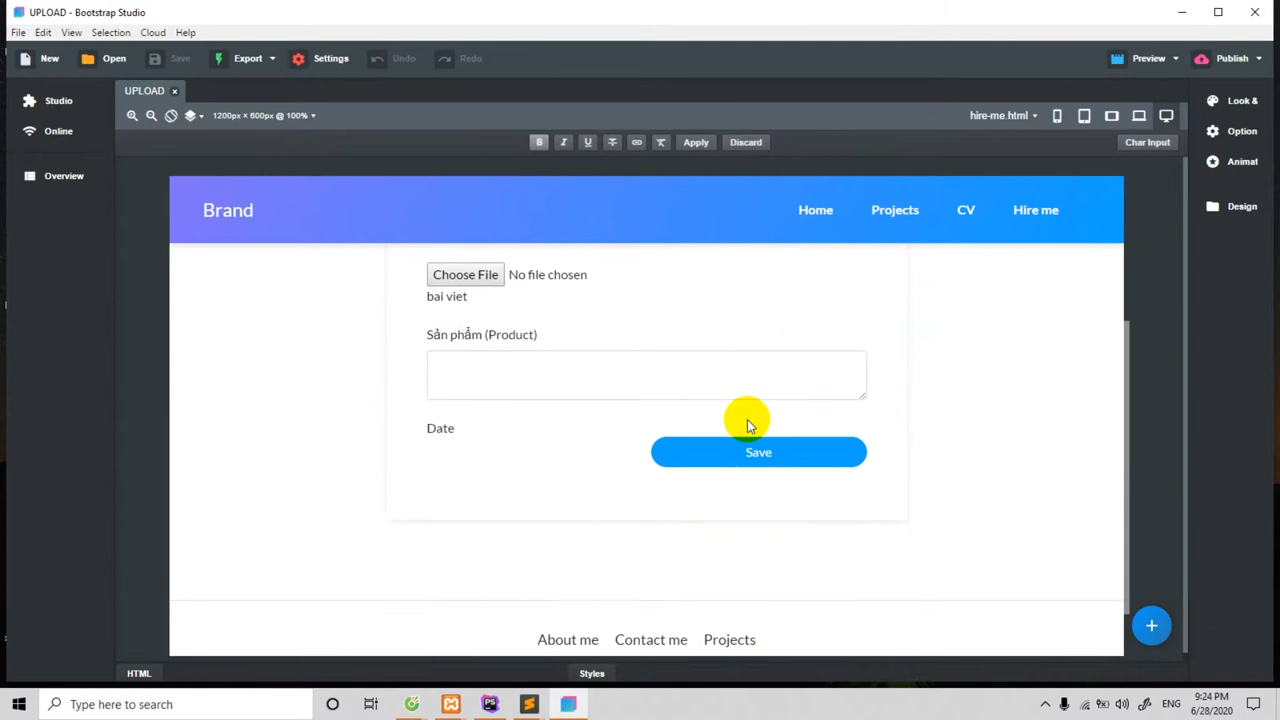 UPLOAD - Bootstrap Studio
File Edit View Selection Cloud Help
New Open Save Export Settings Undo Redo Preview Publish
UPLOAD
Studio
Look &
1200px x 600px @ 100%
hire-me.html
Online
Option
B I U T Apply Discard
Char Input
Animat
Overview
Design
Brand
Home Projects CV Hire me
Choose File No file chosen
bai viet
Sản phẩm (Product)
Date
Save
About me Contact me Projects
HTML
Styles
Type here to search
PS
S
ENG
9:24 PM
6/28/2020